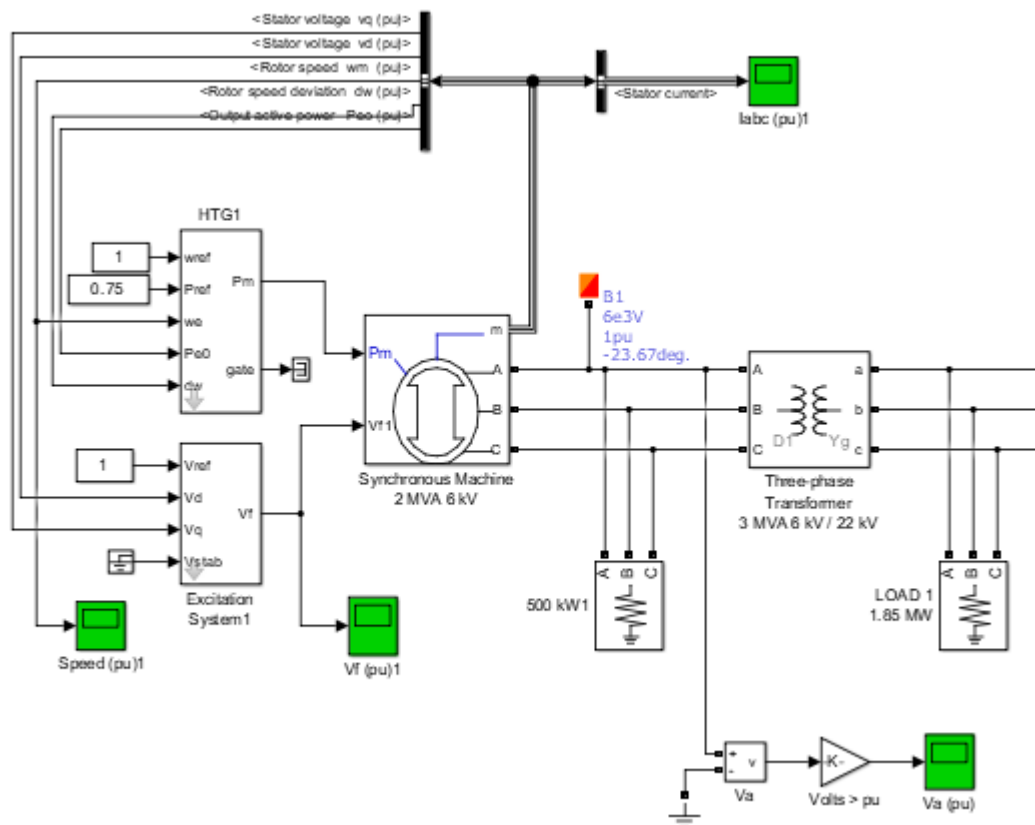 <Stator voltage vq (pu)>
<Stator voltage vd (pu)>
<Rotor speed wm (pu)>
<Rotor speed deviation dw (pu)>
<Output active power Peo (pu)>
<Stator current>
Iabc (pu)1
HTG1
1
wref
0.75
Pref
Pm
we
Pe0
gate
dw
B1
6e3V
1pu
-23.67deg.
m
Pm
A
B
C
Vf1
Synchronous Machine
2 MVA 6 kV
A
B
C
a
b
c
D1
Yg
Three-phase
Transformer
3 MVA 6 kV / 22 kV
1
Vref
Vd
Vf
Vq
Vstab
Excitation
System1
Speed (pu)1
Vf (pu)1
A
B
C
500 kW1
A
B
C
LOAD 1
1.85 MW
+
-
v
Va
-K-
Volts > pu
Va (pu)